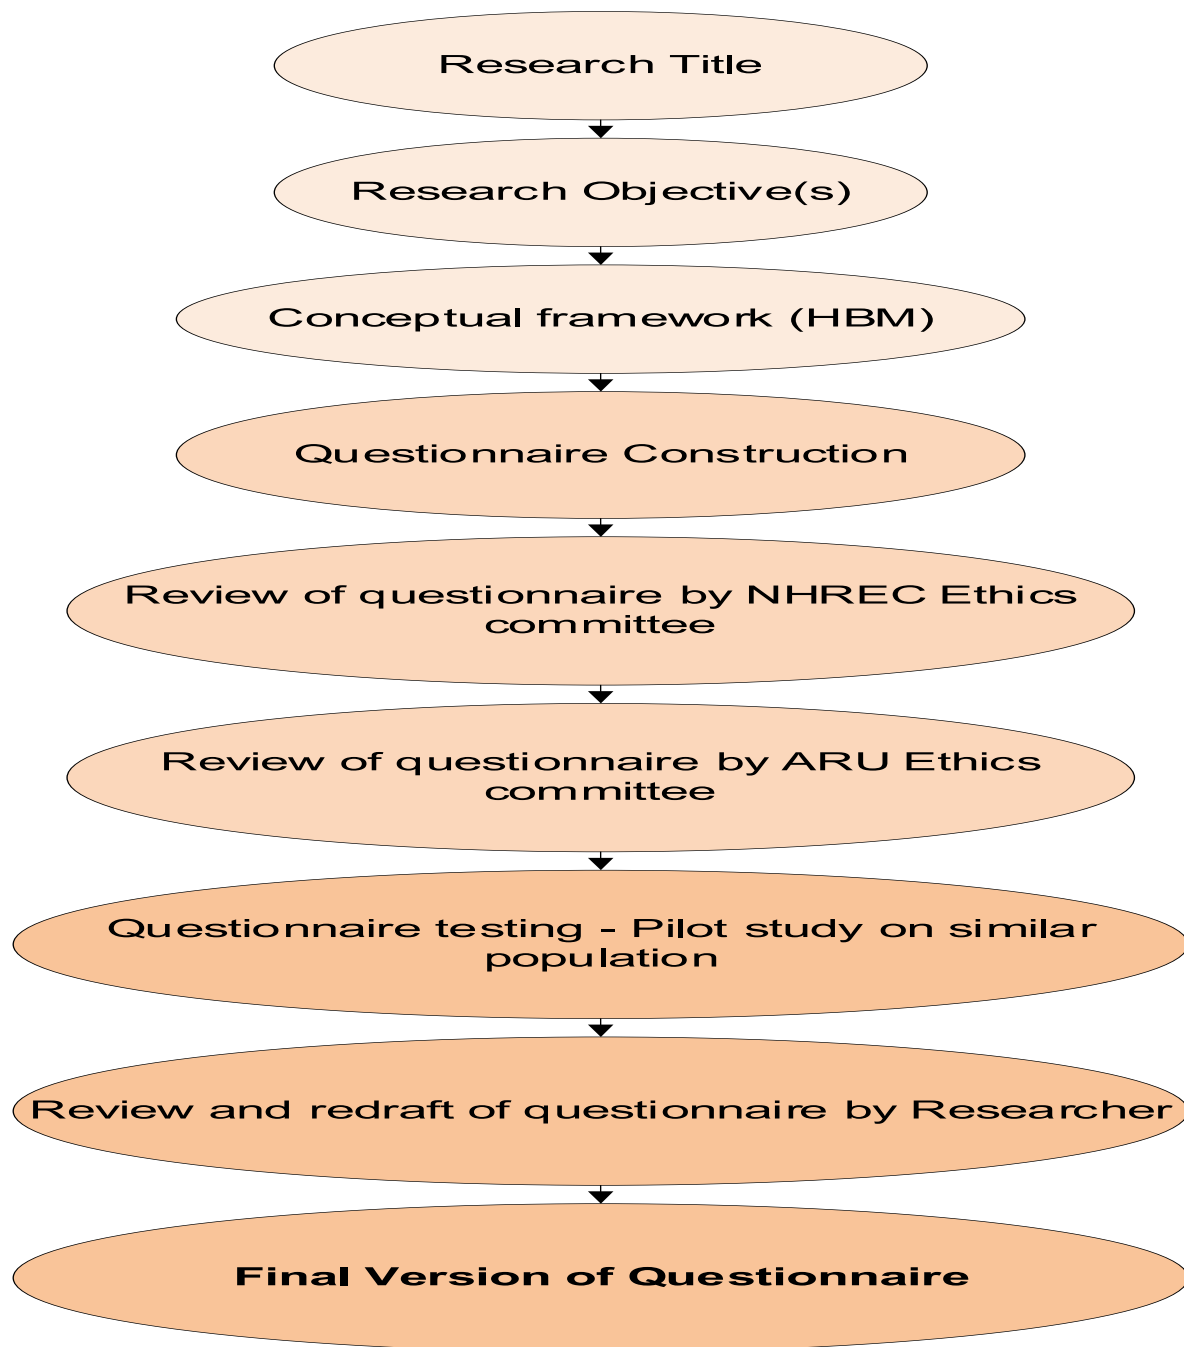 Research Title
Research Objective(s)
Conceptual framework (HBM)
Questionnaire Construction
Review of questionnaire by NHREC Ethics
committee
Review of questionnaire by ARU Ethics
committee
Questionnaire testing - Pilot study on similar
population
Review and redraft of questionnaire by Researcher
Final Version of Questionnaire